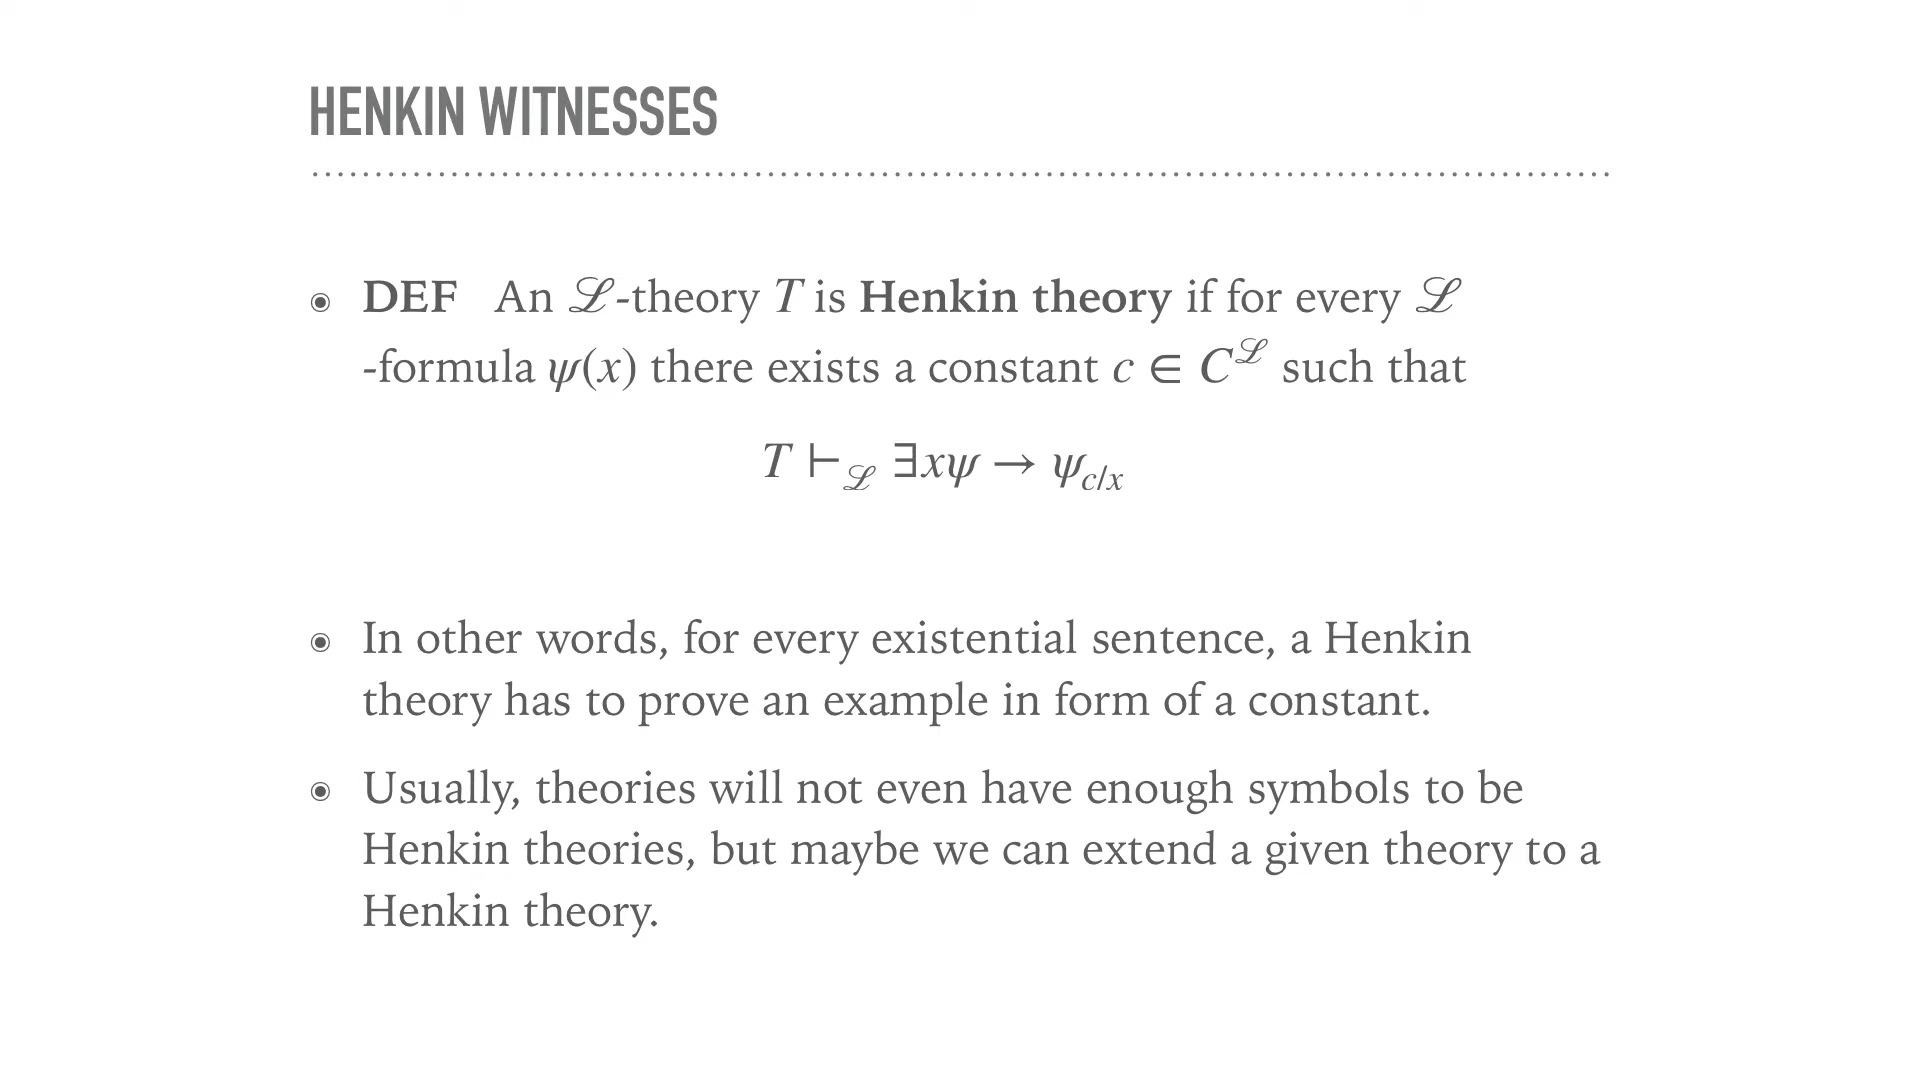 HENKIN WITNESSES
◉ DEF An ℒ-theory T is Henkin theory if for every ℒ
-formula ψ(x) there exists a constant c ∈ C^ℒ such that
T ⊢_ℒ ∃xψ → ψ_{c/x}
◉ In other words, for every existential sentence, a Henkin
theory has to prove an example in form of a constant.
◉ Usually, theories will not even have enough symbols to be
Henkin theories, but maybe we can extend a given theory to a
Henkin theory.